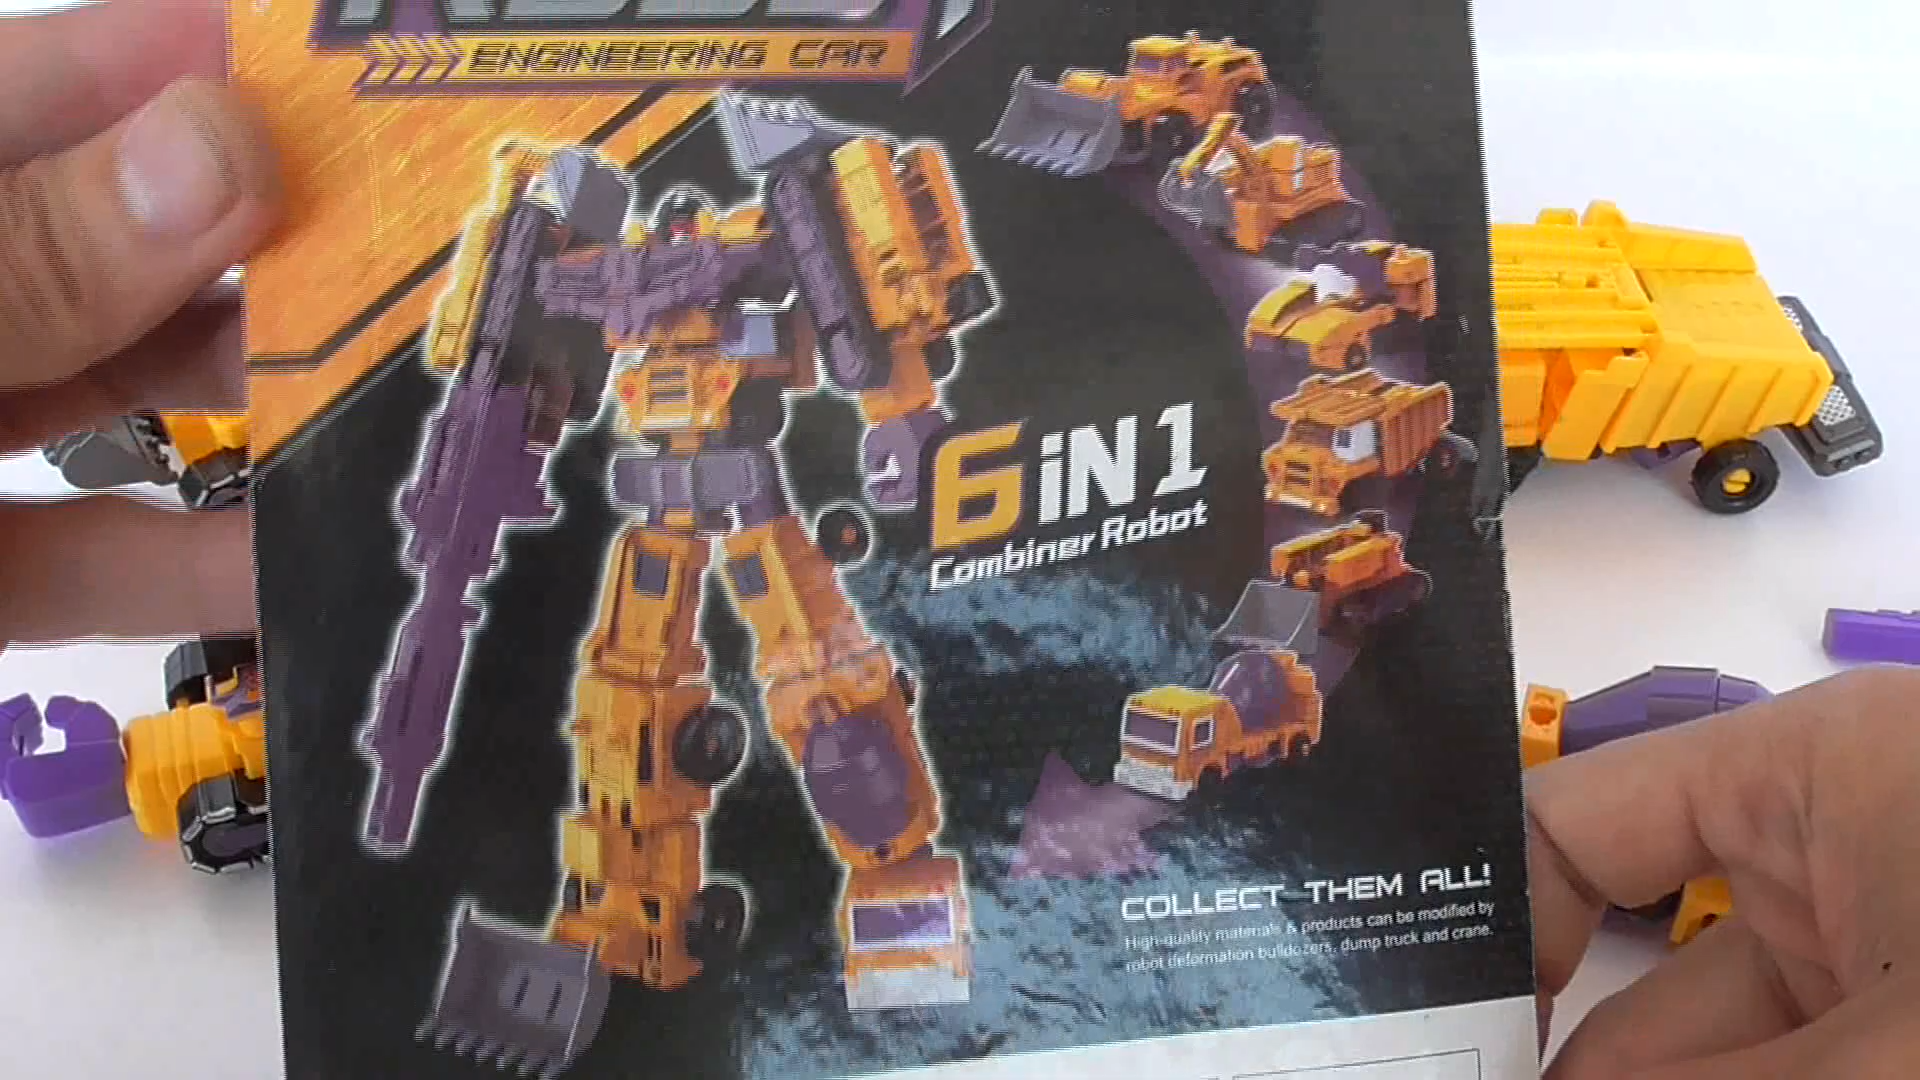 ENGINEERING CAR
6 iN 1
Combiner Robot
COLLECT THEM ALL!
High-quality materials & products can be modified by
robot deformation bulldozers, dump truck and crane.